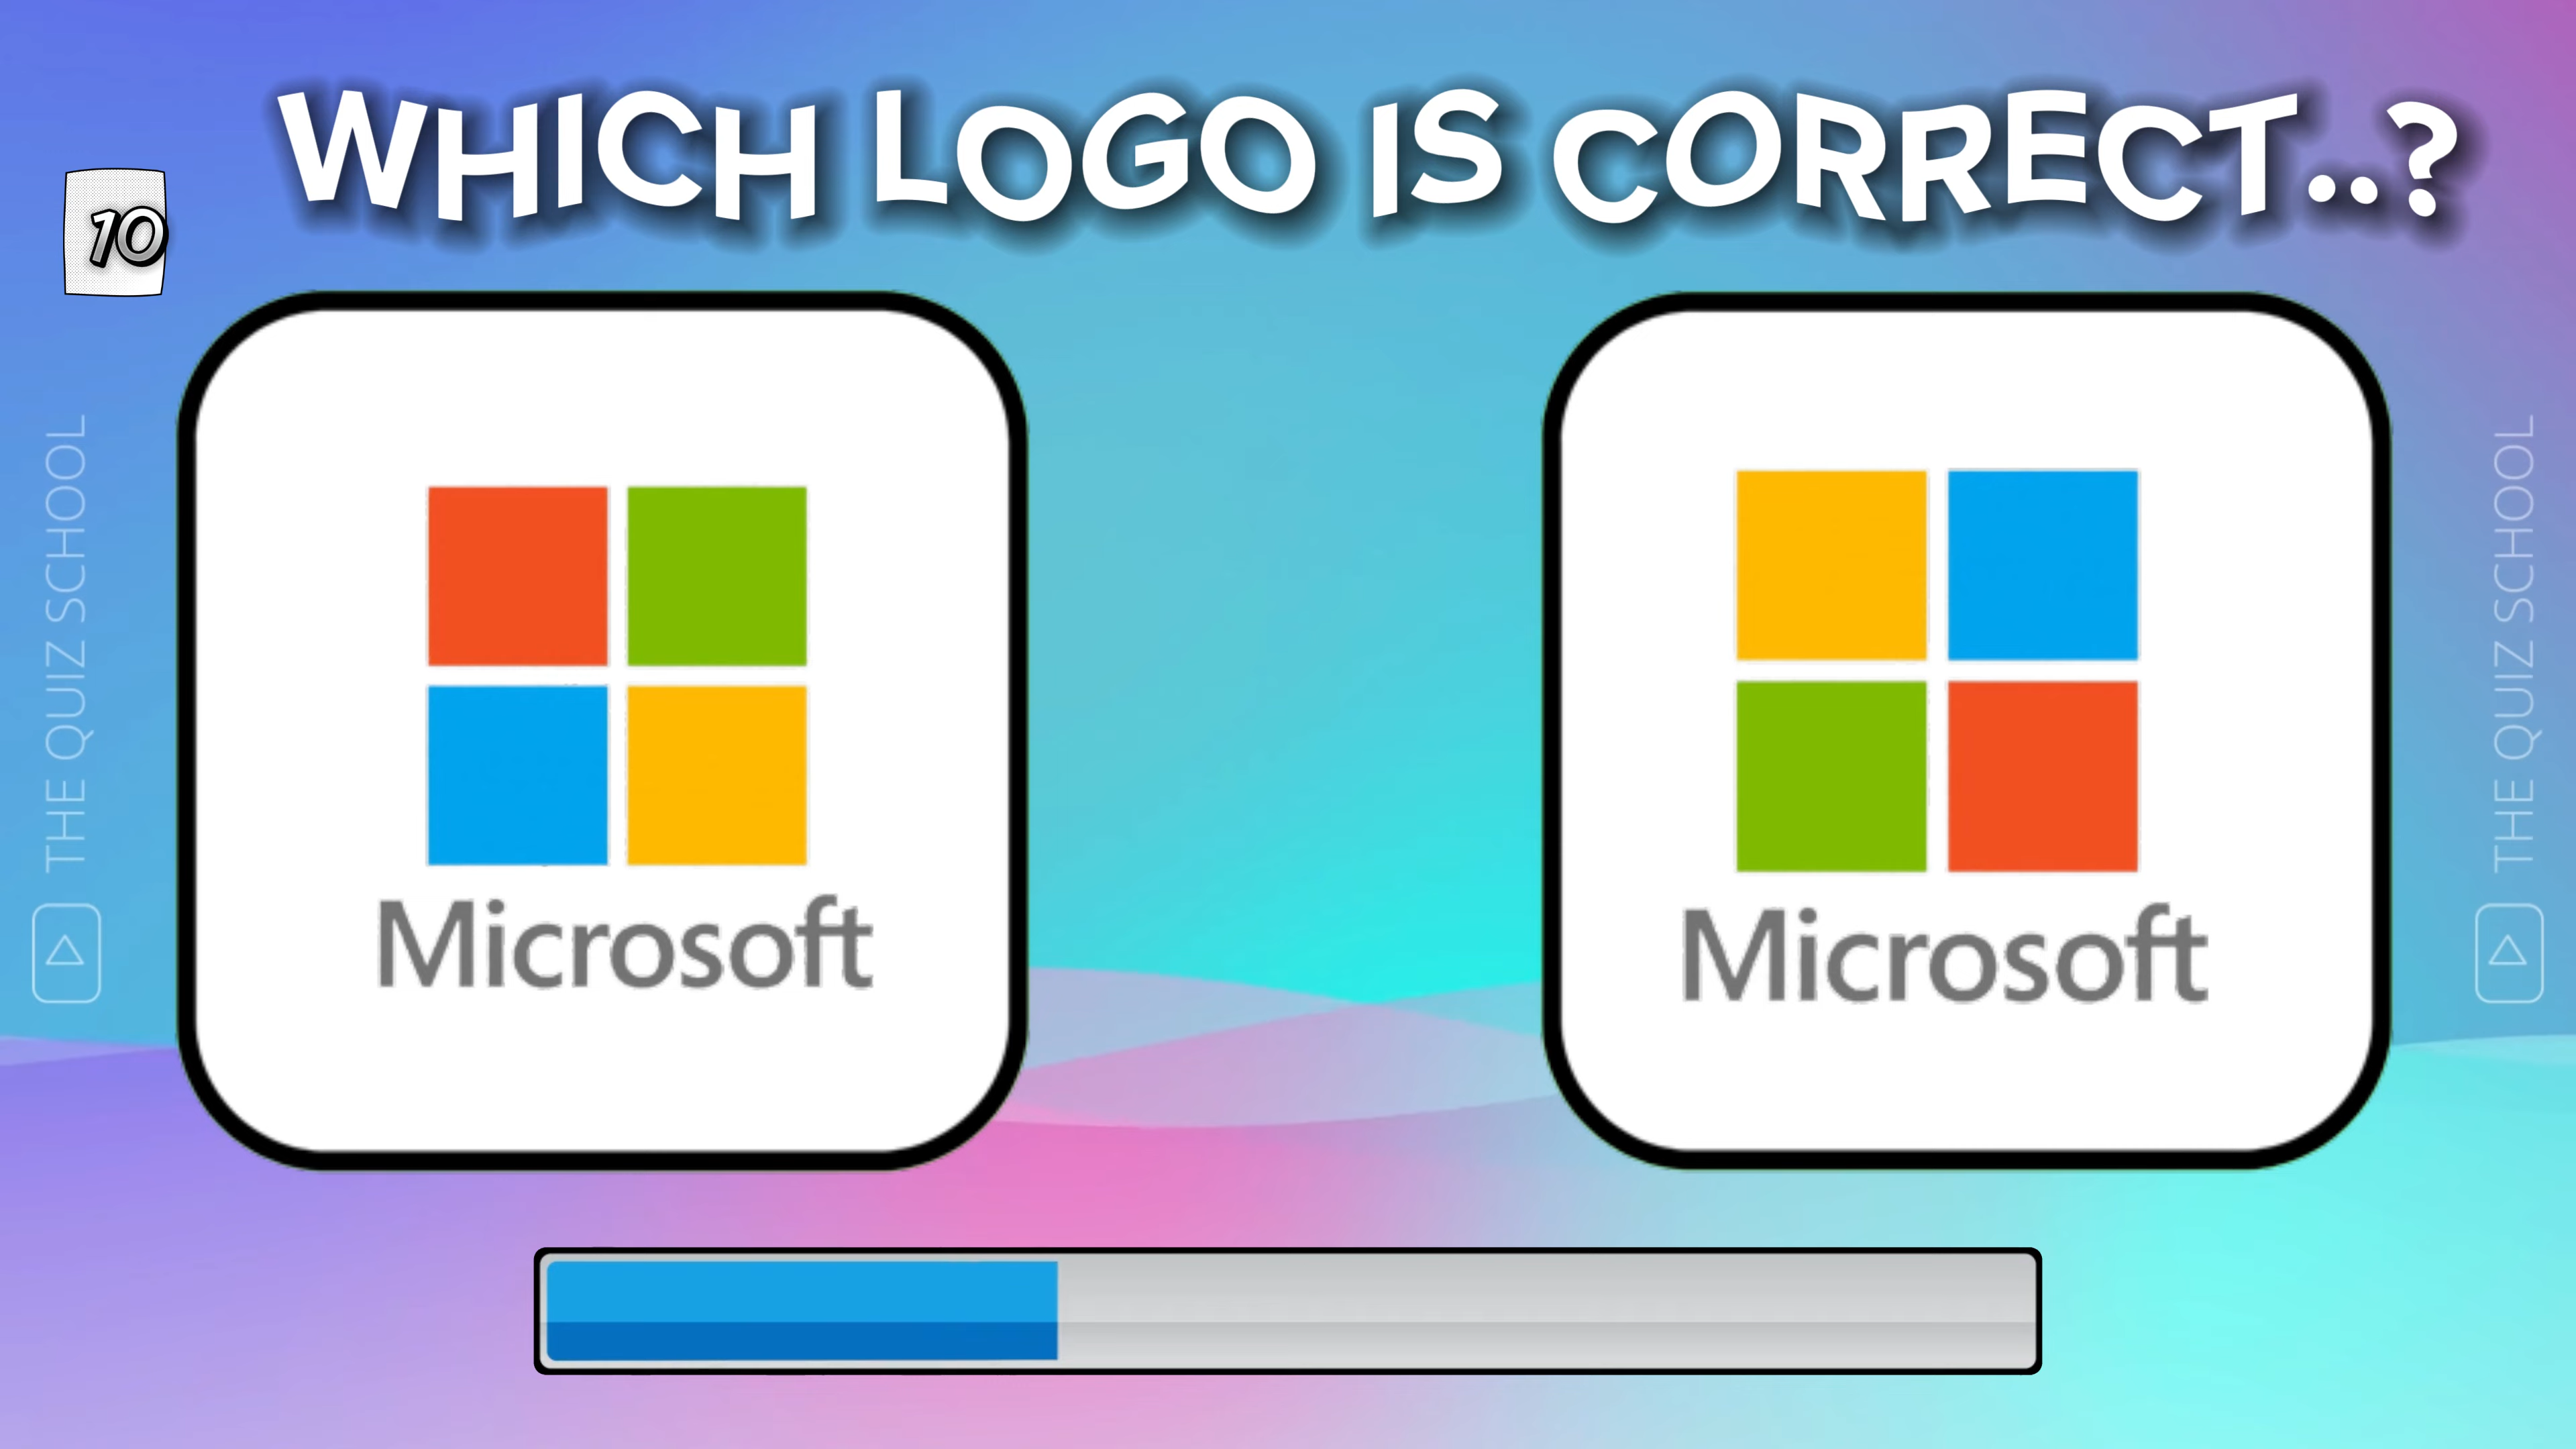 WHICH LOGO IS CORRECT..?
10
THE QUIZ SCHOOL
Microsoft
Microsoft
THE QUIZ SCHOOL